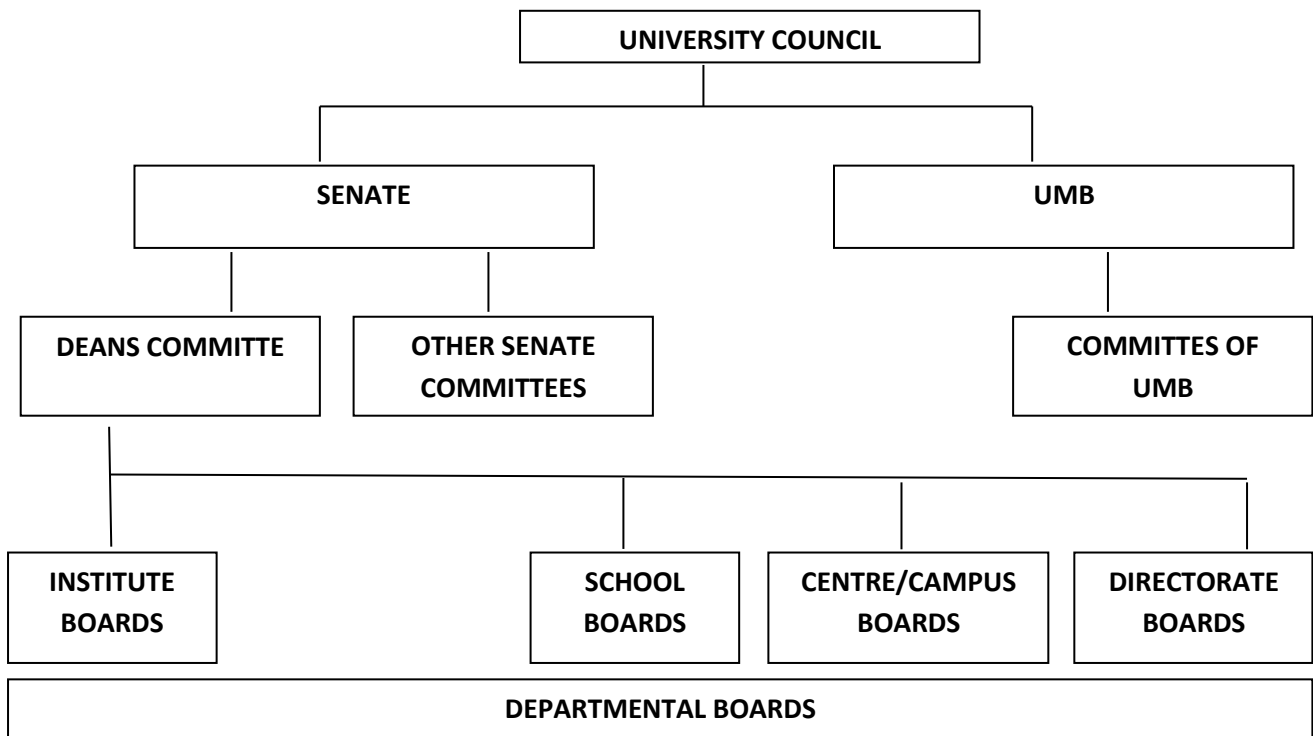 UNIVERSITY COUNCIL
SENATE
UMB
DEANS COMMITTE
OTHER SENATE
COMMITTEES
COMMITTES OF
UMB
INSTITUTE
BOARDS
SCHOOL
BOARDS
CENTRE/CAMPUS
BOARDS
DIRECTORATE
BOARDS
DEPARTMENTAL BOARDS